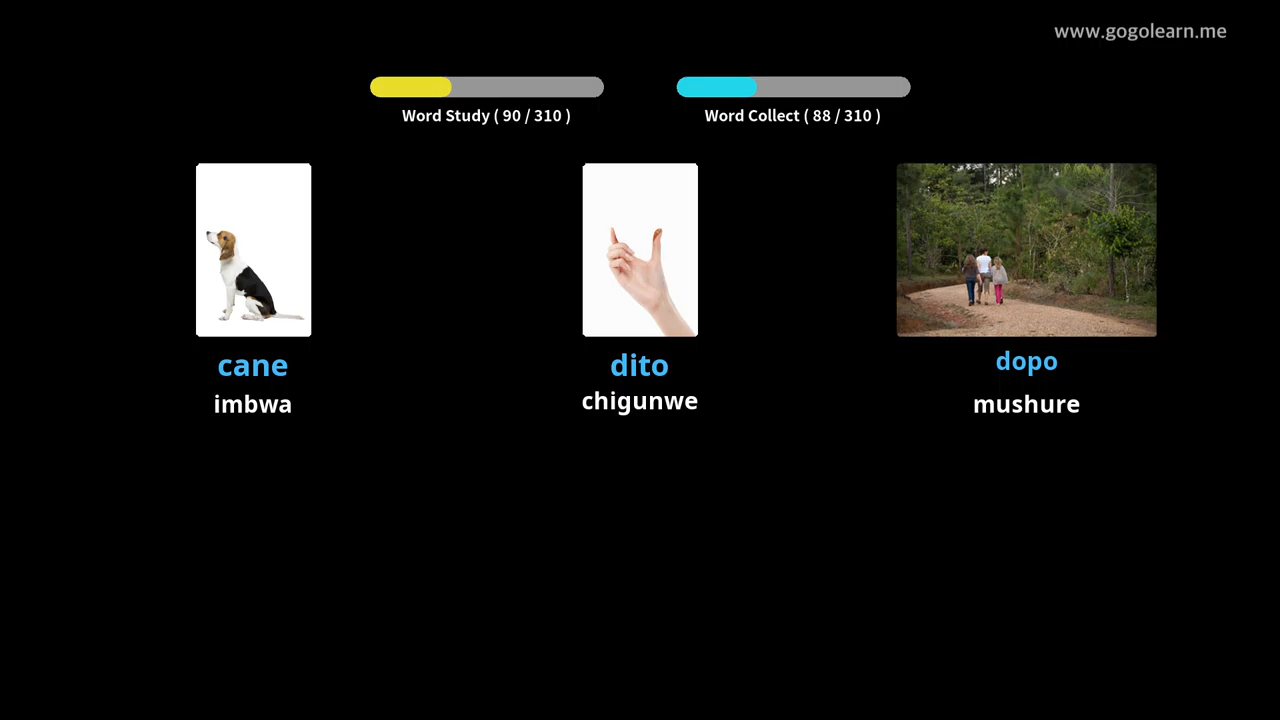 www.gogolearn.me
Word Study ( 90 / 310 )
Word Collect ( 88 / 310 )
cane
imbwa
dito
chigunwe
dopo
mushure